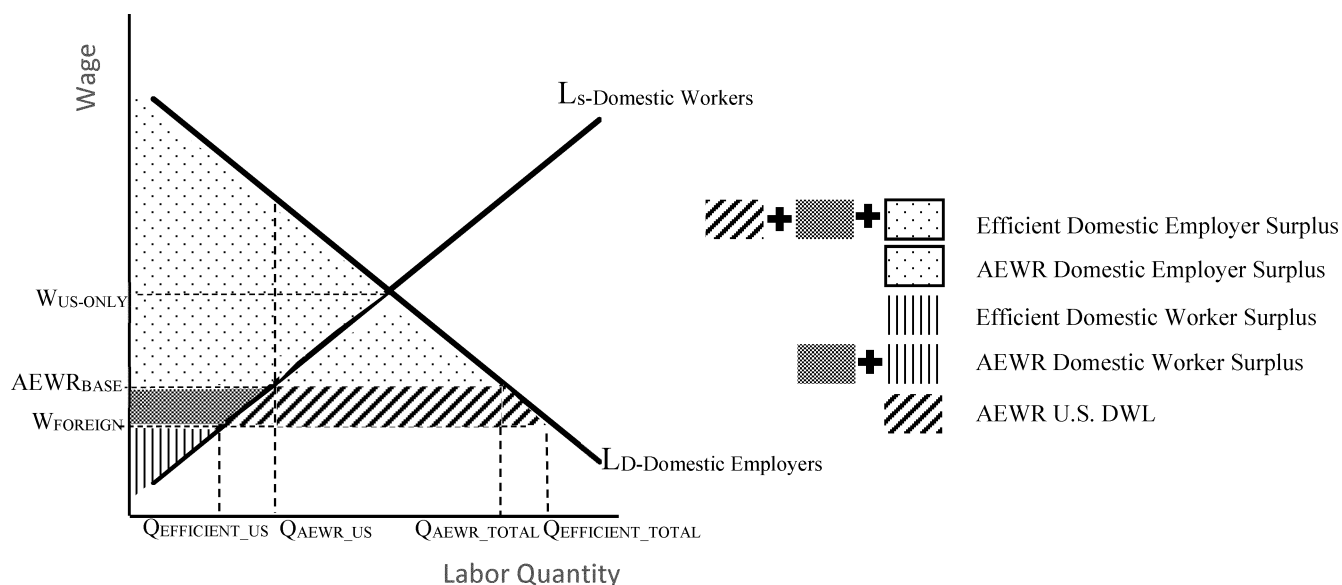 Wage
Ls-Domestic Workers
Efficient Domestic Employer Surplus
AEWR Domestic Employer Surplus
WUS-ONLY
Efficient Domestic Worker Surplus
AEWR Domestic Worker Surplus
AEWRBASE
AEWR U.S. DWL
WFOREIGN
LD-Domestic Employers
QEFFICIENT_US
QAEWR_US
QAEWR_TOTAL
QEFFICIENT_TOTAL
Labor Quantity